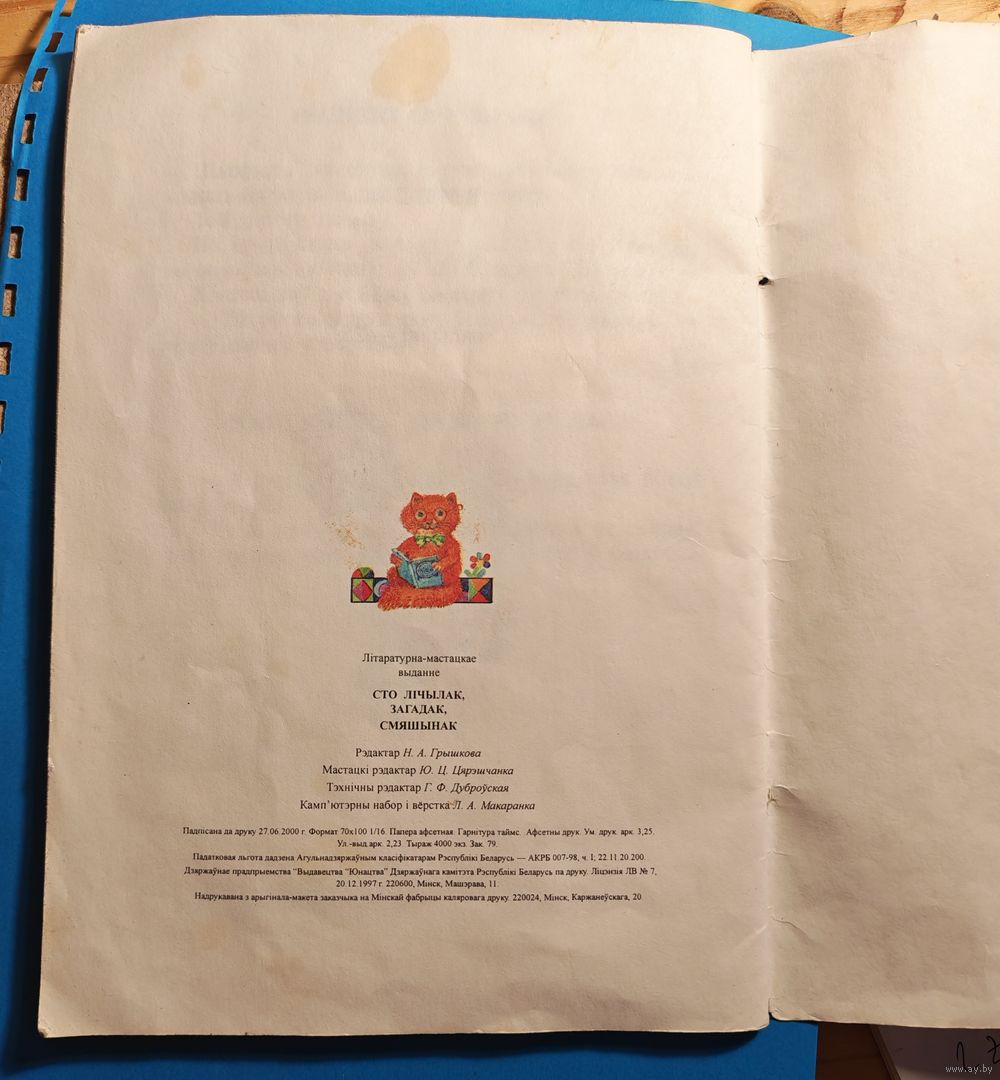 Літаратурна-мастацкае
выданне
СТО ЛІЧЫЛАК,
ЗАГАДАК,
СМЯШЫНАК
Рэдактар Н. А. Грышкова
Мастацкі рэдактар Ю. Ц. Цярэшчанка
Тэхнічны рэдактар Г. Ф. Дуброўская
Камп'ютэрны набор і вёрстка Л. А. Макаранка
Падпісана да друку 27.06.2000 г. Фармат 70х100 1/16. Папера афсетная. Гарнітура таймс. Афсетны друк. Ум. друк. арк. 3,25.
Ул.-выд.арк. 2,23. Тыраж 4000 экз. Зак. 79.
Падатковая льгота дадзена Агульнадзяржаўным класіфікатарам Рэспублікі Беларусь — АКРБ 007-98, ч. І; 22.11.20.200.
Дзяржаўнае прадпрыемства "Выдавецтва "Юнацтва" Дзяржаўнага камітэта Рэспублікі Беларусь па друку. Ліцэнзія ЛВ № 7,
20.12.1997 г. 220600, Мінск, Машэрава, 11.
Надрукавана з арыгінала-макета заказчыка на Мінскай фабрыцы каляровага друку. 220024, Мінск, Каржанеўскага, 20
www.ay.by